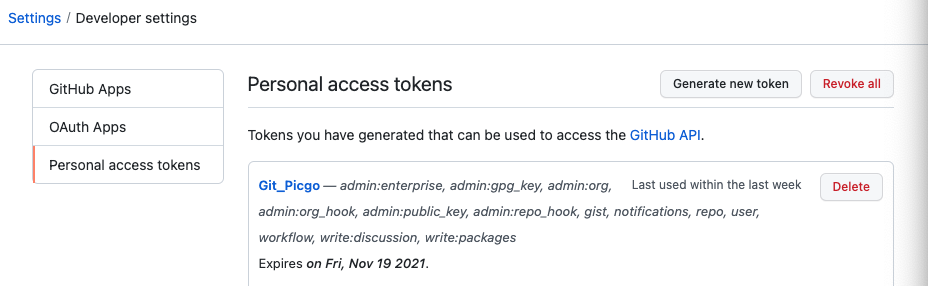 Settings / Developer settings
GitHub Apps
OAuth Apps
Personal access tokens
Personal access tokens
Generate new token
Revoke all
Tokens you have generated that can be used to access the GitHub API.
Git_Picgo — admin:enterprise, admin:gpg_key, admin:org,
Last used within the last week
Delete
admin:org_hook, admin:public_key, admin:repo_hook, gist, notifications, repo, user,
workflow, write:discussion, write:packages
Expires on Fri, Nov 19 2021.